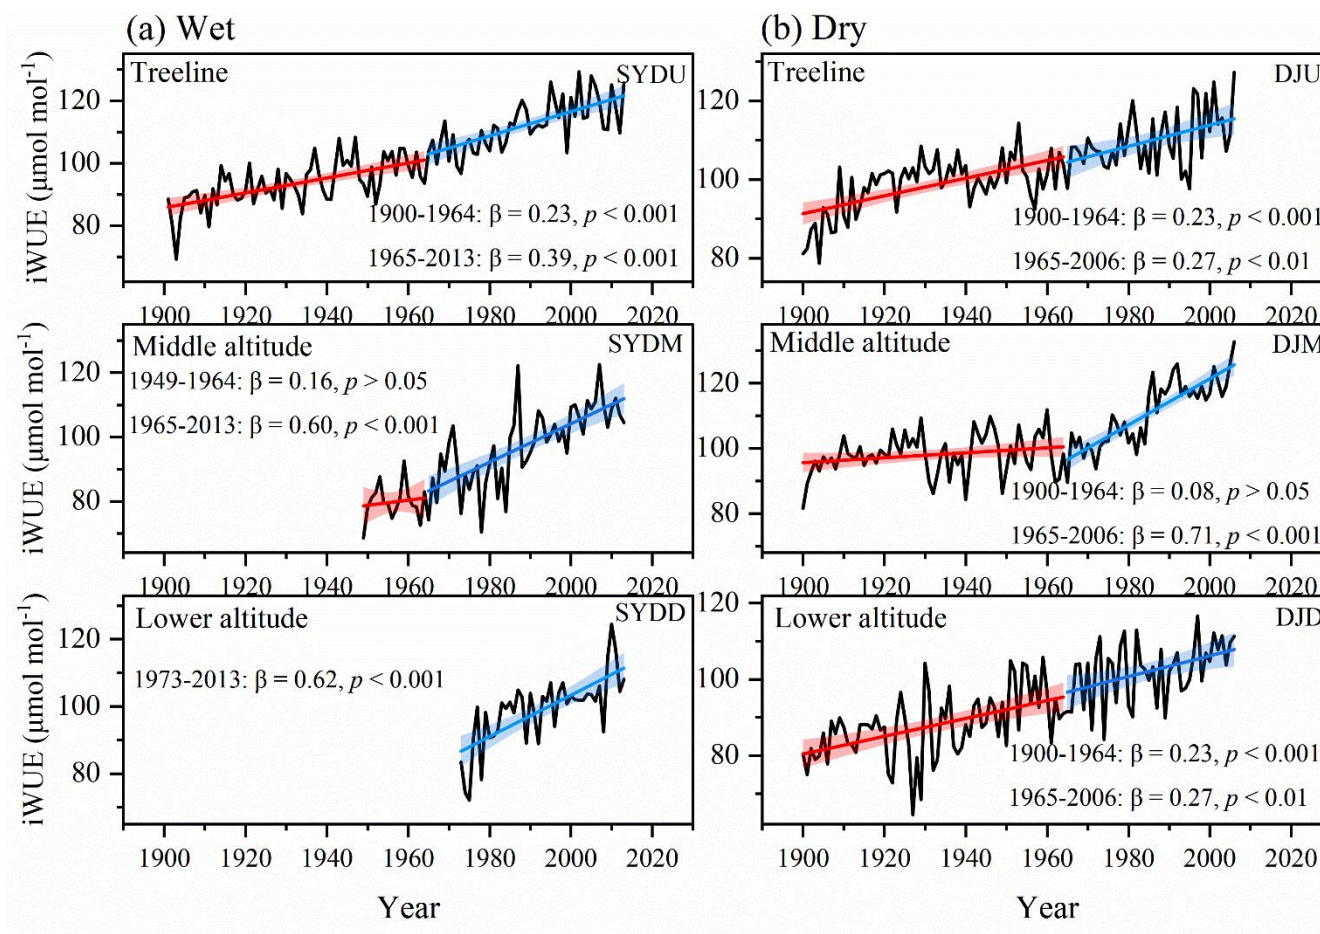 (a) Wet
(b) Dry
iWUE (μmol mol⁻¹)
Treeline
SYDU
120
100
80
1900-1964: β = 0.23, p < 0.001
1965-2013: β = 0.39, p < 0.001
1900 1920 1940 1960 1980 2000 2020
Treeline
DJU
120
100
80
1900-1964: β = 0.23, p < 0.001
1965-2006: β = 0.27, p < 0.01
1900 1920 1940 1960 1980 2000 2020
iWUE (μmol mol⁻¹)
Middle altitude
SYDM
1949-1964: β = 0.16, p > 0.05
1965-2013: β = 0.60, p < 0.001
120
100
80
1900 1920 1940 1960 1980 2000 2020
Middle altitude
DJM
120
100
80
1900-1964: β = 0.08, p > 0.05
1965-2006: β = 0.71, p < 0.001
1900 1920 1940 1960 1980 2000 2020
iWUE (μmol mol⁻¹)
Lower altitude
SYDD
1973-2013: β = 0.62, p < 0.001
120
100
80
1900 1920 1940 1960 1980 2000 2020
Year
Lower altitude
DJD
120
100
80
1900-1964: β = 0.23, p < 0.001
1965-2006: β = 0.27, p < 0.01
1900 1920 1940 1960 1980 2000 2020
Year